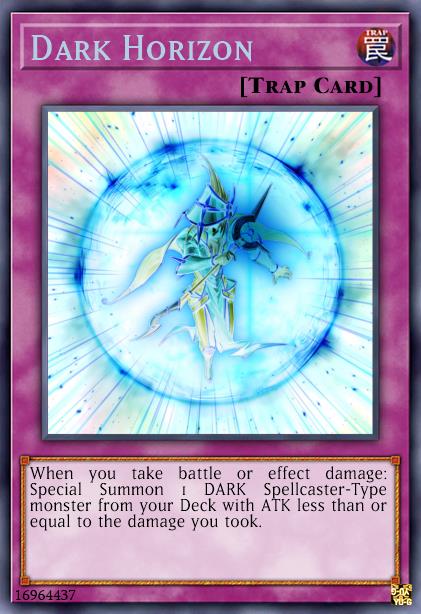 DARK HORIZON
TRAP
罠
[TRAP CARD]
When you take battle or effect damage:
Special Summon 1 DARK Spellcaster-Type
monster from your Deck with ATK less than or
equal to the damage you took.
16964437